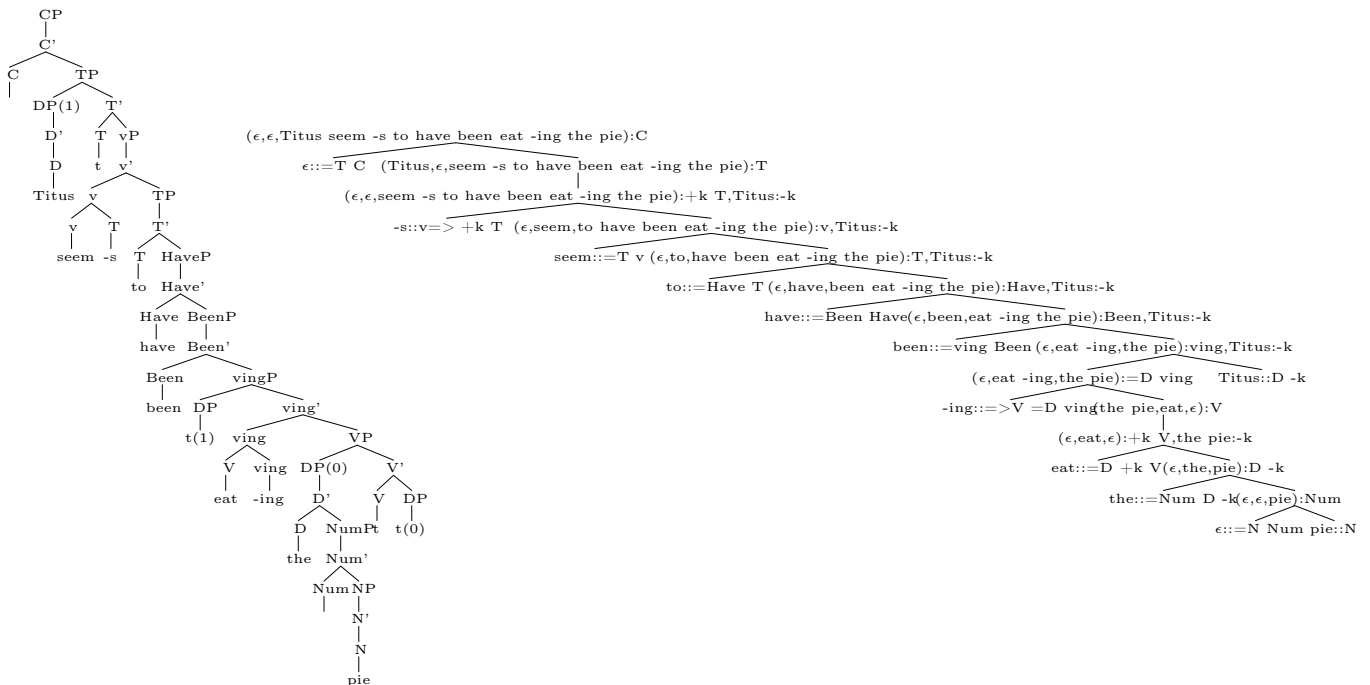 CP
C'
C TP
DP(1) T'
D' T vP (ϵ,ϵ,Titus seem -s to have been eat -ing the pie):C
D t v' ϵ::=T C (Titus,ϵ,seem -s to have been eat -ing the pie):T
Titus v TP (ϵ,ϵ,seem -s to have been eat -ing the pie):+k T,Titus:-k
v T T' -s::v=> +k T (ϵ,seem,to have been eat -ing the pie):v,Titus:-k
seem -s T HaveP seem::=T v (ϵ,to,have been eat -ing the pie):T,Titus:-k
to Have' to::=Have T (ϵ,have,been eat -ing the pie):Have,Titus:-k
Have BeenP have::=Been Have (ϵ,been,eat -ing the pie):Been,Titus:-k
have Been' been::=ving Been (ϵ,eat -ing,the pie):ving,Titus:-k
Been vingP (ϵ,eat -ing,the pie):=D ving Titus::D -k
been DP ving' -ing::=>V =D ving (the pie,eat,ϵ):V
t(1) ving VP (ϵ,eat,ϵ):+k V,the pie:-k
V ving DP(0) V' eat::=D +k V (ϵ,the,pie):D -k
eat -ing D' V DP the::=Num D -k (ϵ,ϵ,pie):Num
D NumP t t(0) ϵ::=N Num pie::N
the Num'
Num NP
N'
N
pie